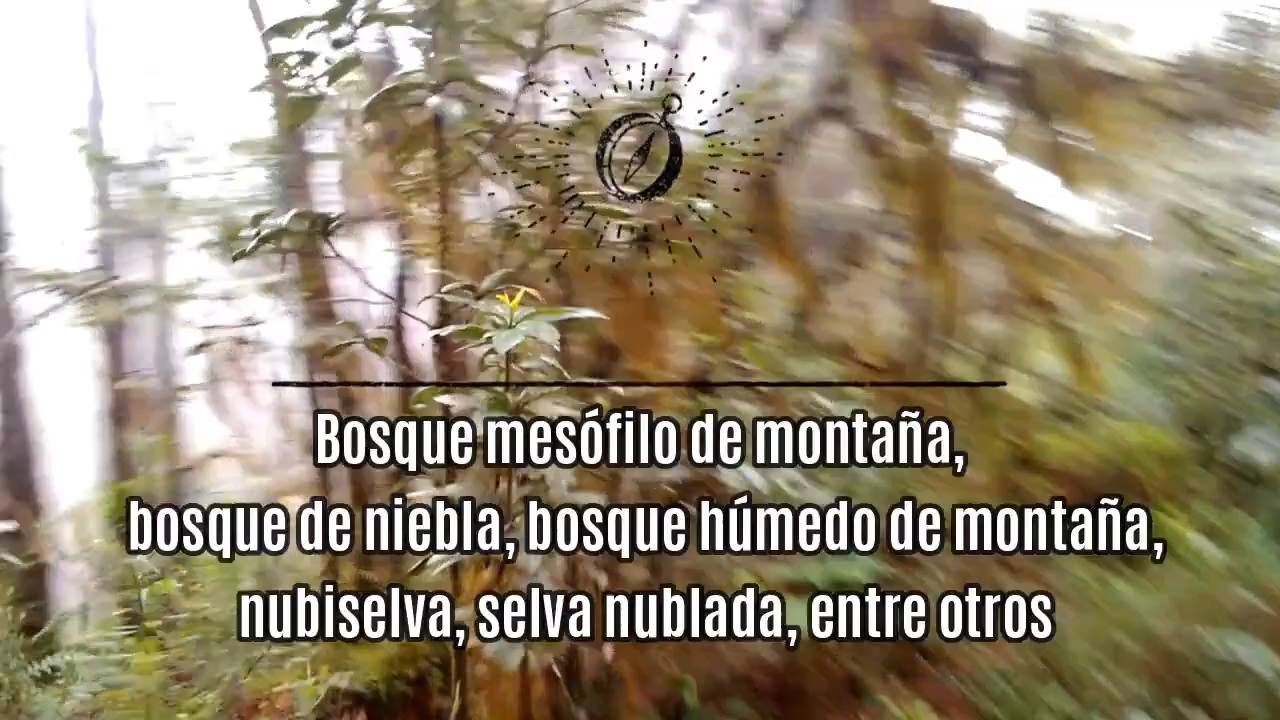 Bosque mesófilo de montaña,
bosque de niebla, bosque húmedo de montaña,
nubiselva, selva nublada, entre otros